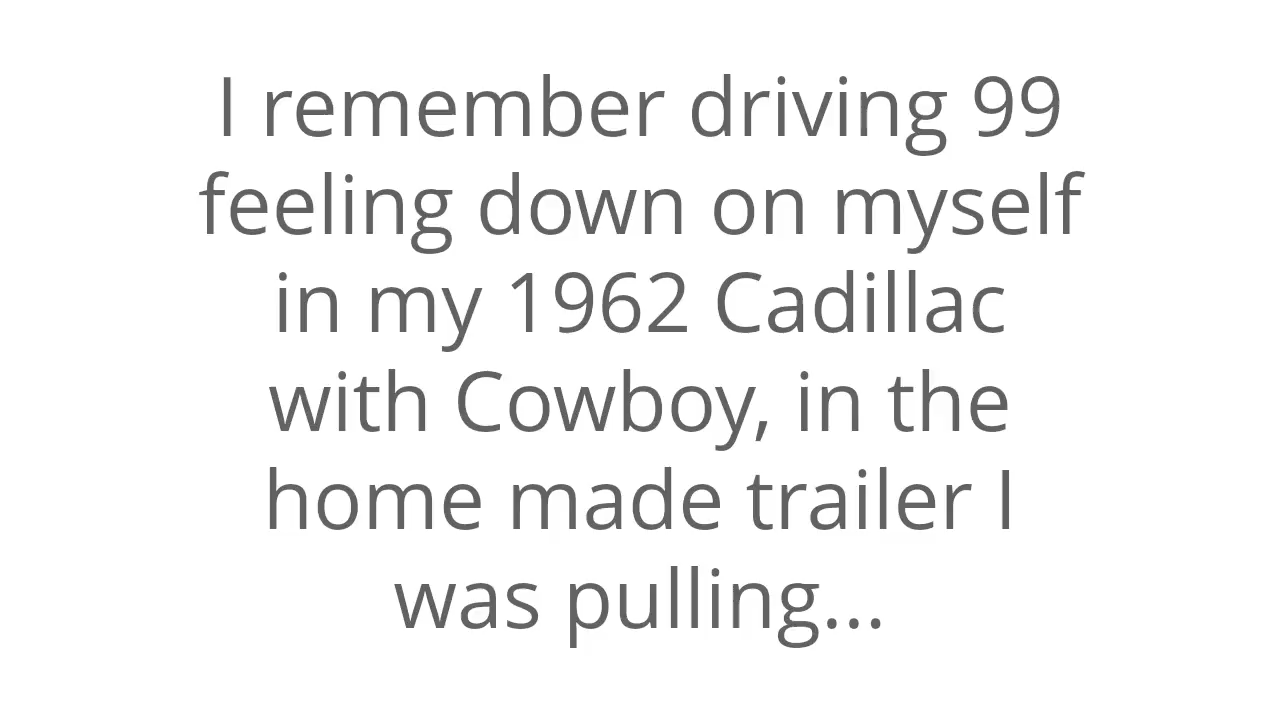 I remember driving 99
feeling down on myself
in my 1962 Cadillac
with Cowboy, in the
home made trailer I
was pulling...